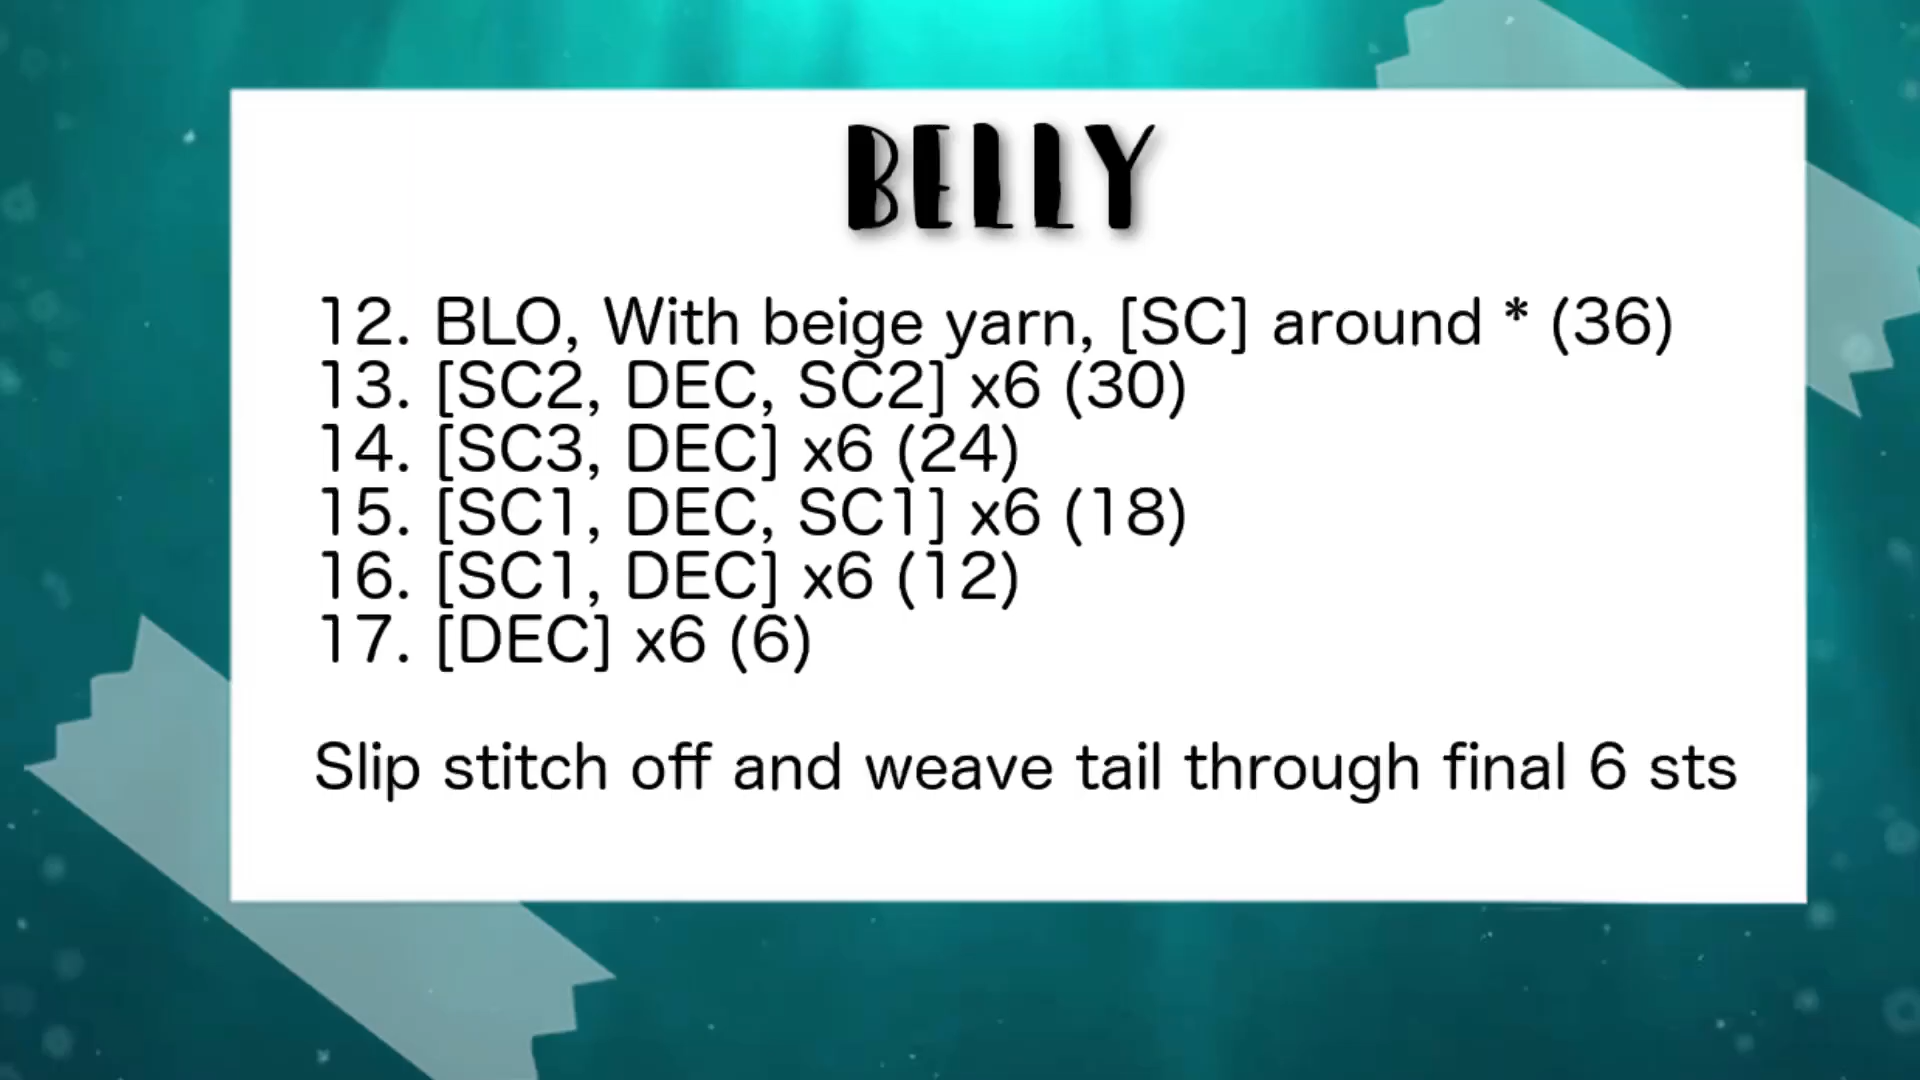 BELLY
12. BLO, With beige yarn, [SC] around * (36)
13. [SC2, DEC, SC2] x6 (30)
14. [SC3, DEC] x6 (24)
15. [SC1, DEC, SC1] x6 (18)
16. [SC1, DEC] x6 (12)
17. [DEC] x6 (6)
Slip stitch off and weave tail through final 6 sts